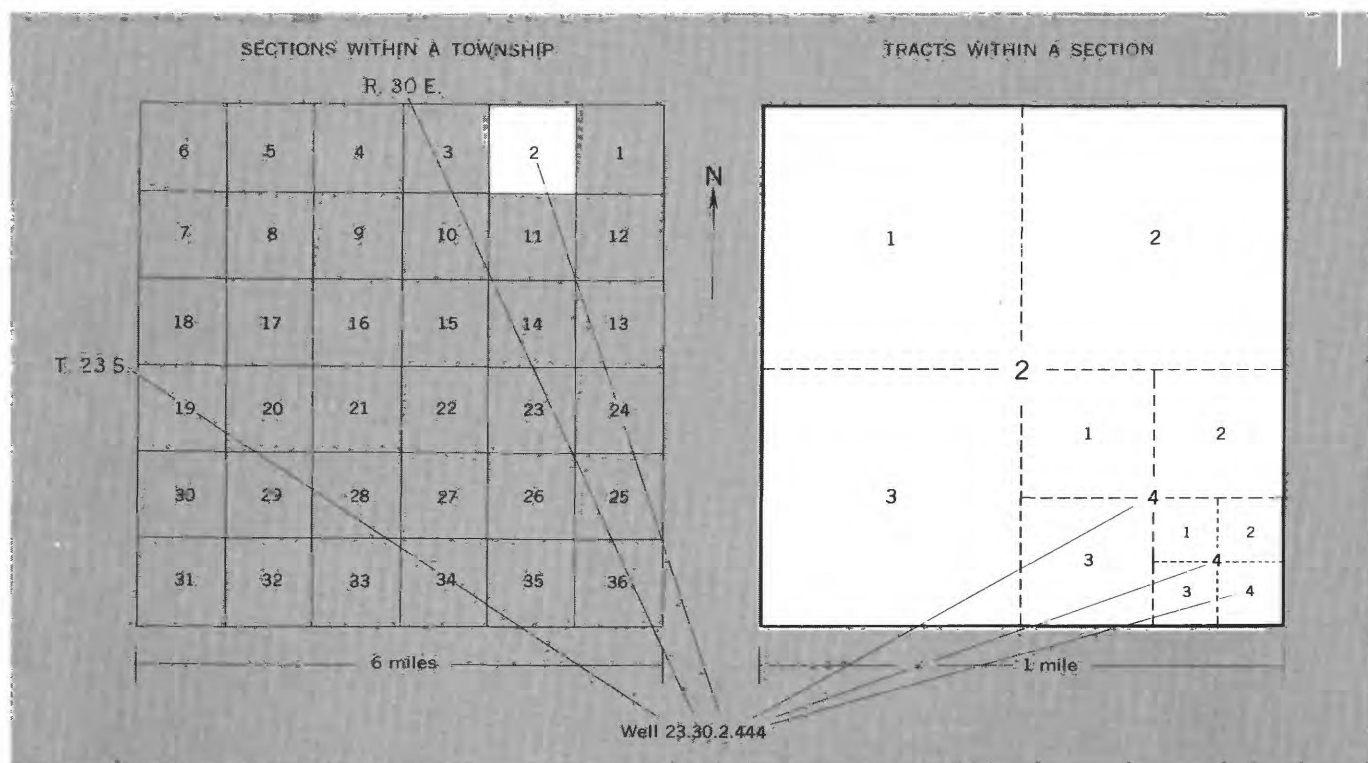 SECTIONS WITHIN A TOWNSHIP
R. 30 E.
6 5 4 3 2 1
7 8 9 10 11 12
18 17 16 15 14 13
T. 23 S.
19 20 21 22 23 24
30 29 28 27 26 25
31 32 33 34 35 36
6 miles
N
TRACTS WITHIN A SECTION
1 2
2
1 2
3
4
1 2
3 4
3 4
1 mile
Well 23.30.2.444